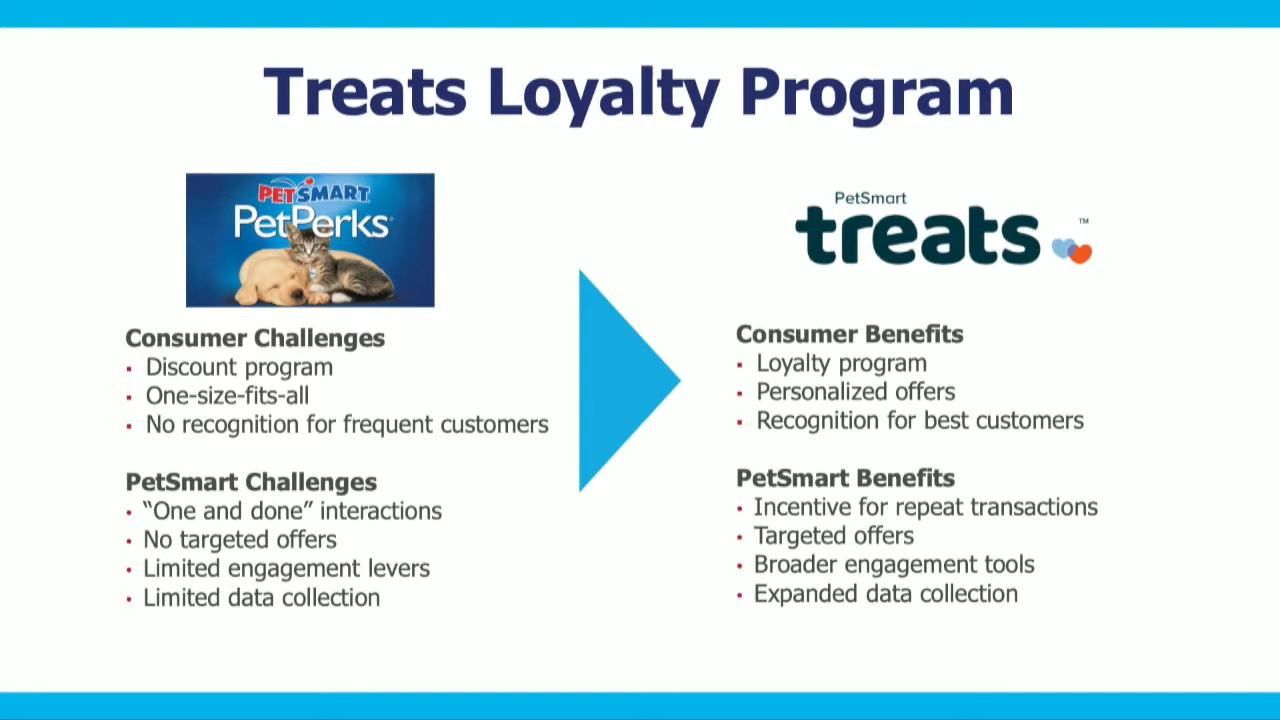 Treats Loyalty Program
PETSMART
PetPerks®
Consumer Challenges
▪ Discount program
▪ One-size-fits-all
▪ No recognition for frequent customers
PetSmart Challenges
• “One and done” interactions
• No targeted offers
• Limited engagement levers
• Limited data collection
PetSmart
treats™
Consumer Benefits
▪ Loyalty program
▪ Personalized offers
▪ Recognition for best customers
PetSmart Benefits
• Incentive for repeat transactions
• Targeted offers
• Broader engagement tools
• Expanded data collection